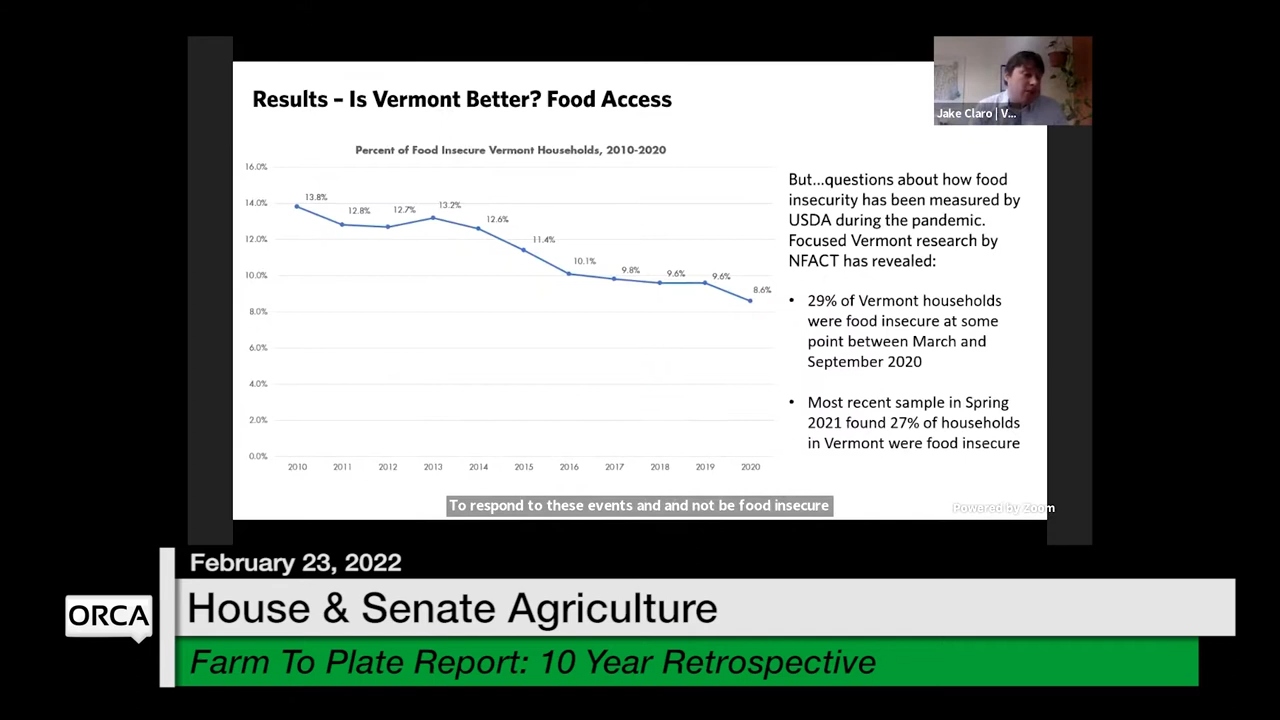 Results – Is Vermont Better? Food Access
Jake Claro | V...
Percent of Food Insecure Vermont Households, 2010-2020
16.0%
14.0%
12.0%
10.0%
8.0%
6.0%
4.0%
2.0%
0.0%
13.8%
12.8%
12.7%
13.2%
12.6%
11.4%
10.1%
9.8%
9.6%
9.6%
8.6%
2010 2011 2012 2013 2014 2015 2016 2017 2018 2019 2020
But...questions about how food
insecurity has been measured by
USDA during the pandemic.
Focused Vermont research by
NFACT has revealed:
• 29% of Vermont households
were food insecure at some
point between March and
September 2020
• Most recent sample in Spring
2021 found 27% of households
in Vermont were food insecure
To respond to these events and and not be food insecure
Powered by Zoom
February 23, 2022
ORCA
House & Senate Agriculture
Farm To Plate Report: 10 Year Retrospective